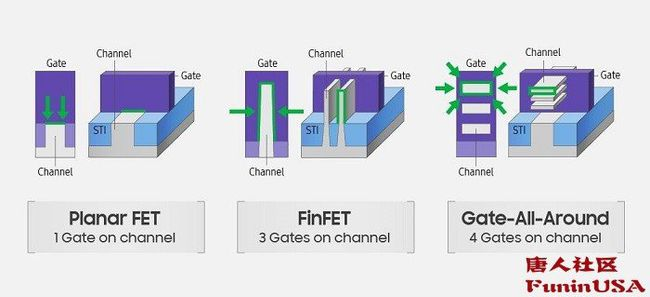 Gate
Channel
Gate
STI
Channel
Planar FET
1 Gate on channel
Channel
Gate
Gate
STI
Channel
FinFET
3 Gates on channel
Gate
Channel
Gate
STI
Channel
Gate-All-Around
4 Gates on channel
唐人社区
FuninUSA